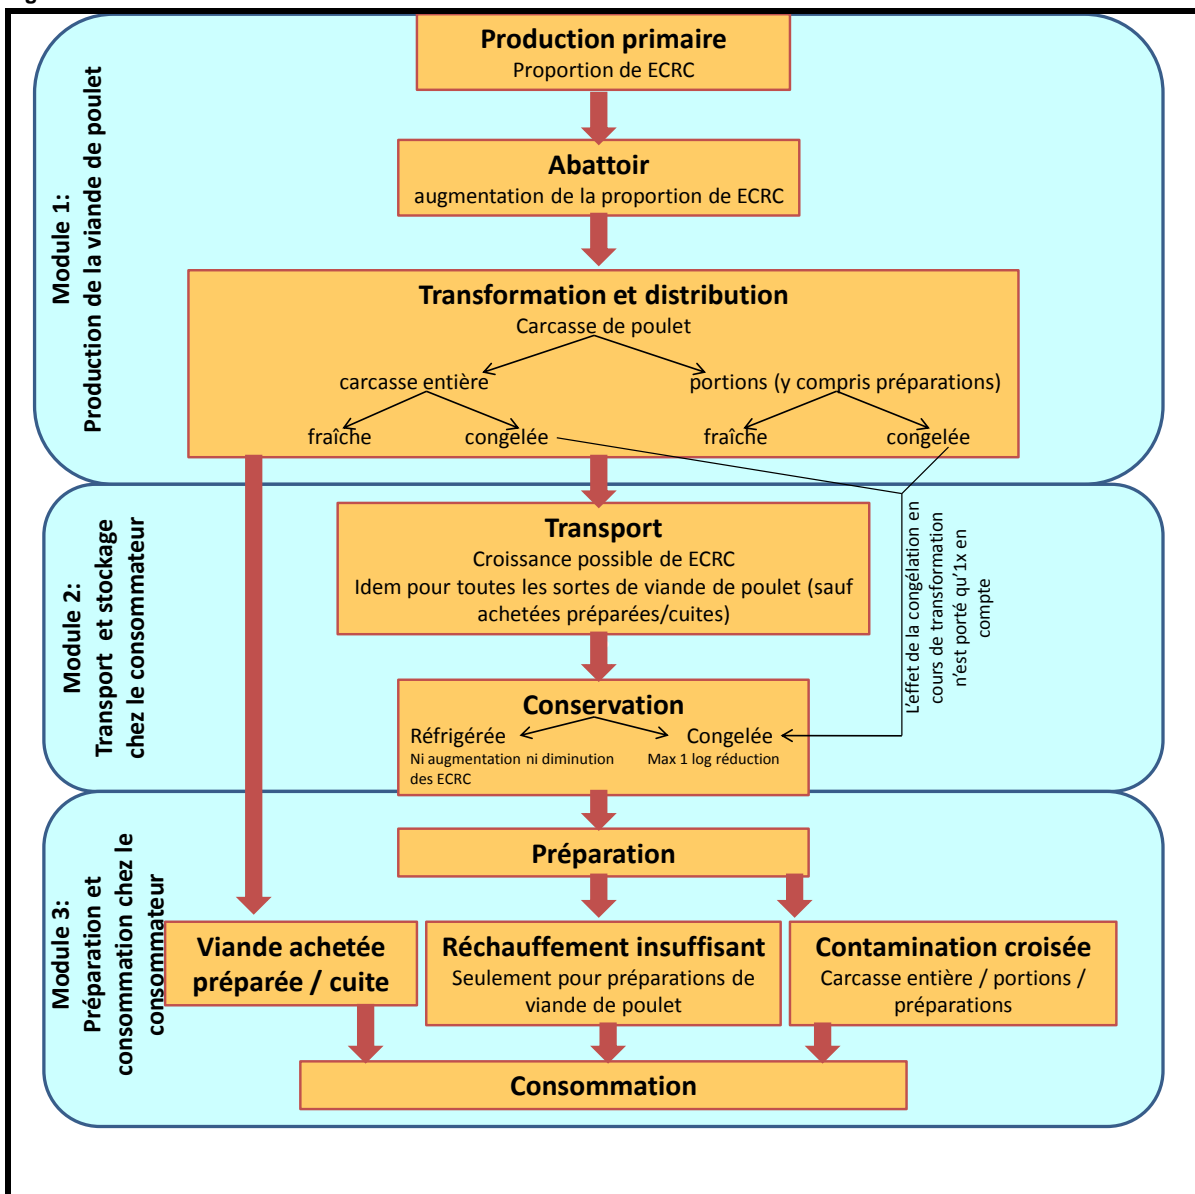 Production primaire
Proportion de ECRC
Module 1:
Production de la viande de poulet
Abattoir
augmentation de la proportion de ECRC
Transformation et distribution
Carcasse de poulet
carcasse entière
portions (y compris préparations)
fraîche
congelée
fraîche
congelée
Module 2:
Transport et stockage
chez le consommateur
Transport
Croissance possible de ECRC
Idem pour toutes les sortes de viande de poulet (sauf
achetées préparées/cuites)
L'effet de la congélation en
cours de transformation
n'est porté qu'1x en
compte
Conservation
Réfrigérée
Congelée
Ni augmentation ni diminution
des ECRC
Max 1 log réduction
Module 3:
Préparation et
consommation chez le
consommateur
Préparation
Viande achetée
préparée / cuite
Réchauffement insuffisant
Seulement pour préparations de
viande de poulet
Contamination croisée
Carcasse entière / portions /
préparations
Consommation